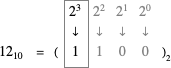 2³ 2² 2¹ 2⁰
↓ ↓ ↓ ↓
12₁₀ = ( 1 1 0 0 )₂